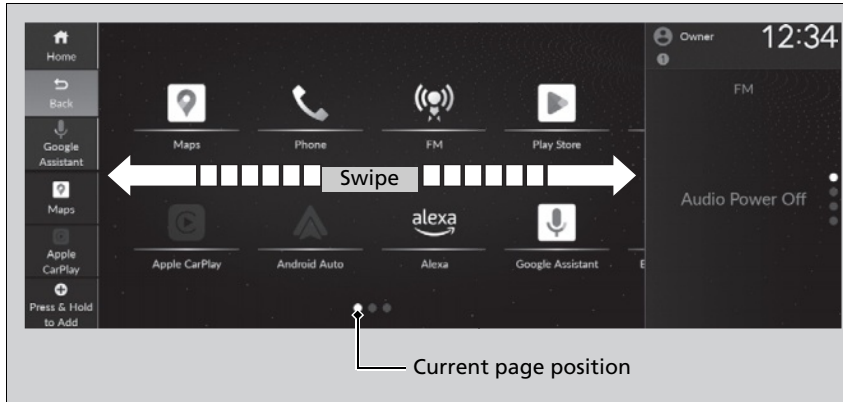 Home
Back
Google
Assistant
Maps
Apple
CarPlay
Press & Hold
to Add
Maps
Phone
FM
Play Store
Swipe
Apple CarPlay
Android Auto
alexa
Alexa
Google Assistant
E
Owner
12:34
1
FM
Audio Power Off
Current page position